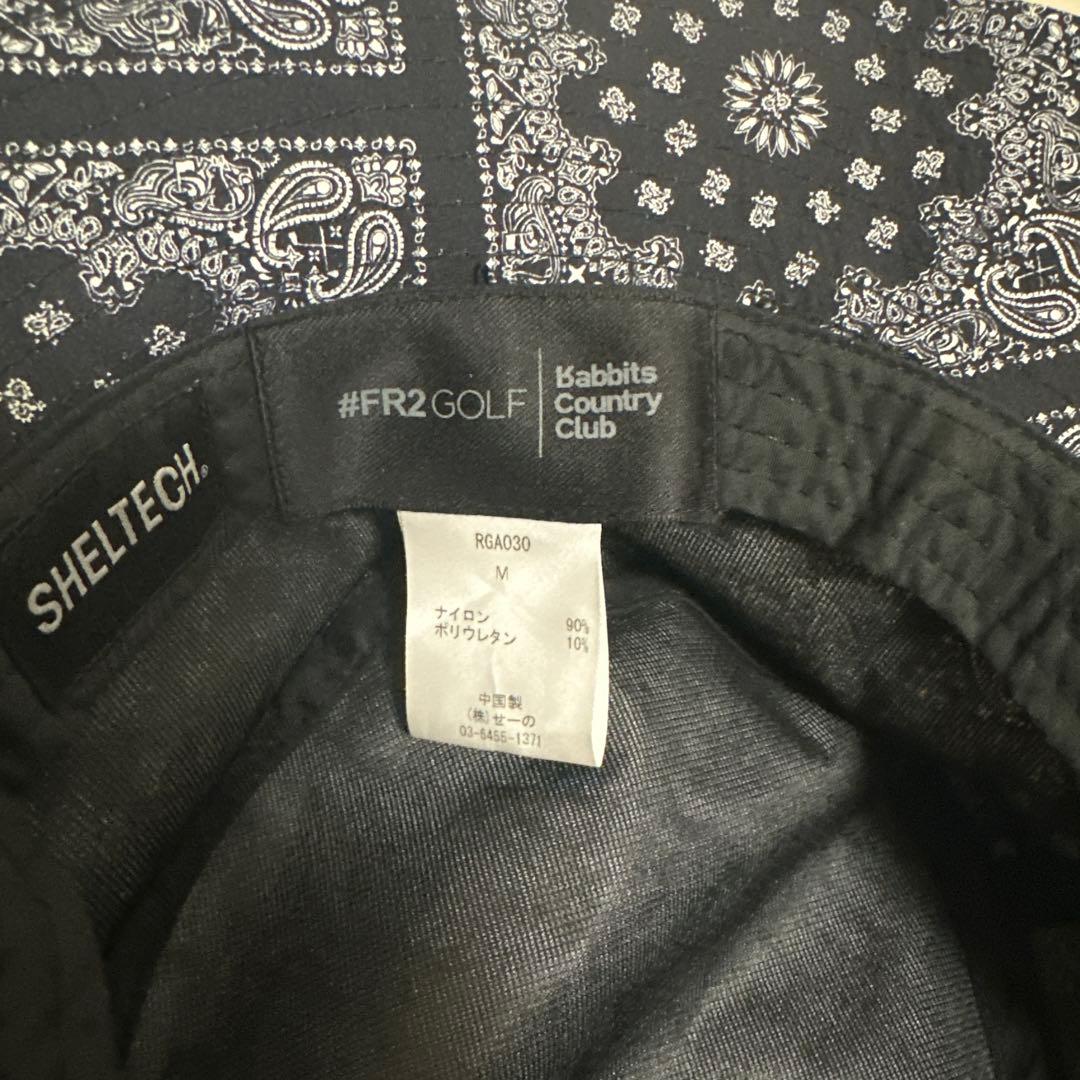 #FR2GOLF
Rabbits
Country
Club
SHELTECH®
RGA030
M
ナイロン 90%
ポリウレタン 10%
中国製
(株)せーの
03-6455-1371